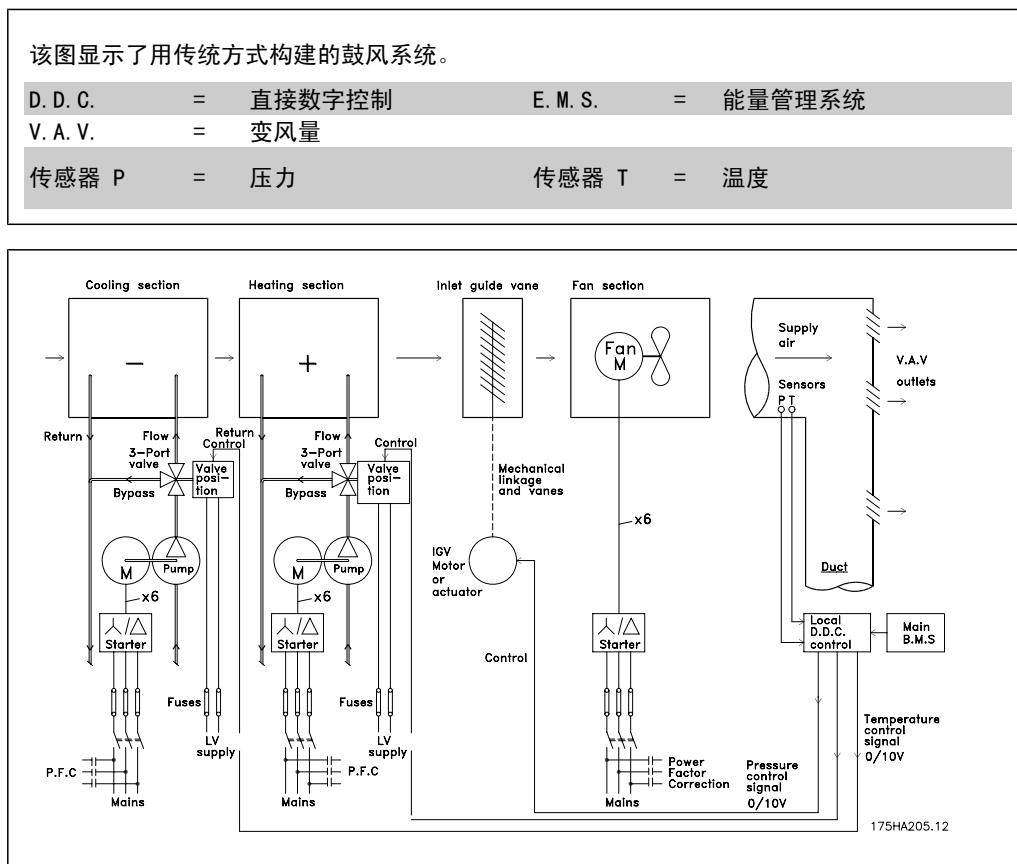 该图显示了用传统方式构建的鼓风系统。
D.D.C. = 直接数字控制 E.M.S. = 能量管理系统
V.A.V. = 变风量
传感器 P = 压力 传感器 T = 温度
Cooling section
Heating section
Inlet guide vane
Fan section
Supply
air
Sensors
P T
V.A.V
outlets
Fan
M
−
+
Return
Flow
Return
Control
3-Port
valve
Valve
posi-
tion
Bypass
Flow
Control
3-Port
valve
Valve
posi-
tion
Bypass
Mechanical
linkage
and vanes
x6
M
Pump
M
Pump
IGV
Motor
or
actuator
Duct
x6
x6
Starter
Starter
Starter
Local
D.D.C.
control
Main
B.M.S
Control
Fuses
Fuses
LV
supply
LV
supply
Temperature
control
signal
0/10V
P.F.C
P.F.C
Power
Factor
Correction
Pressure
control
signal
0/10V
Mains
Mains
Mains
175HA205.12